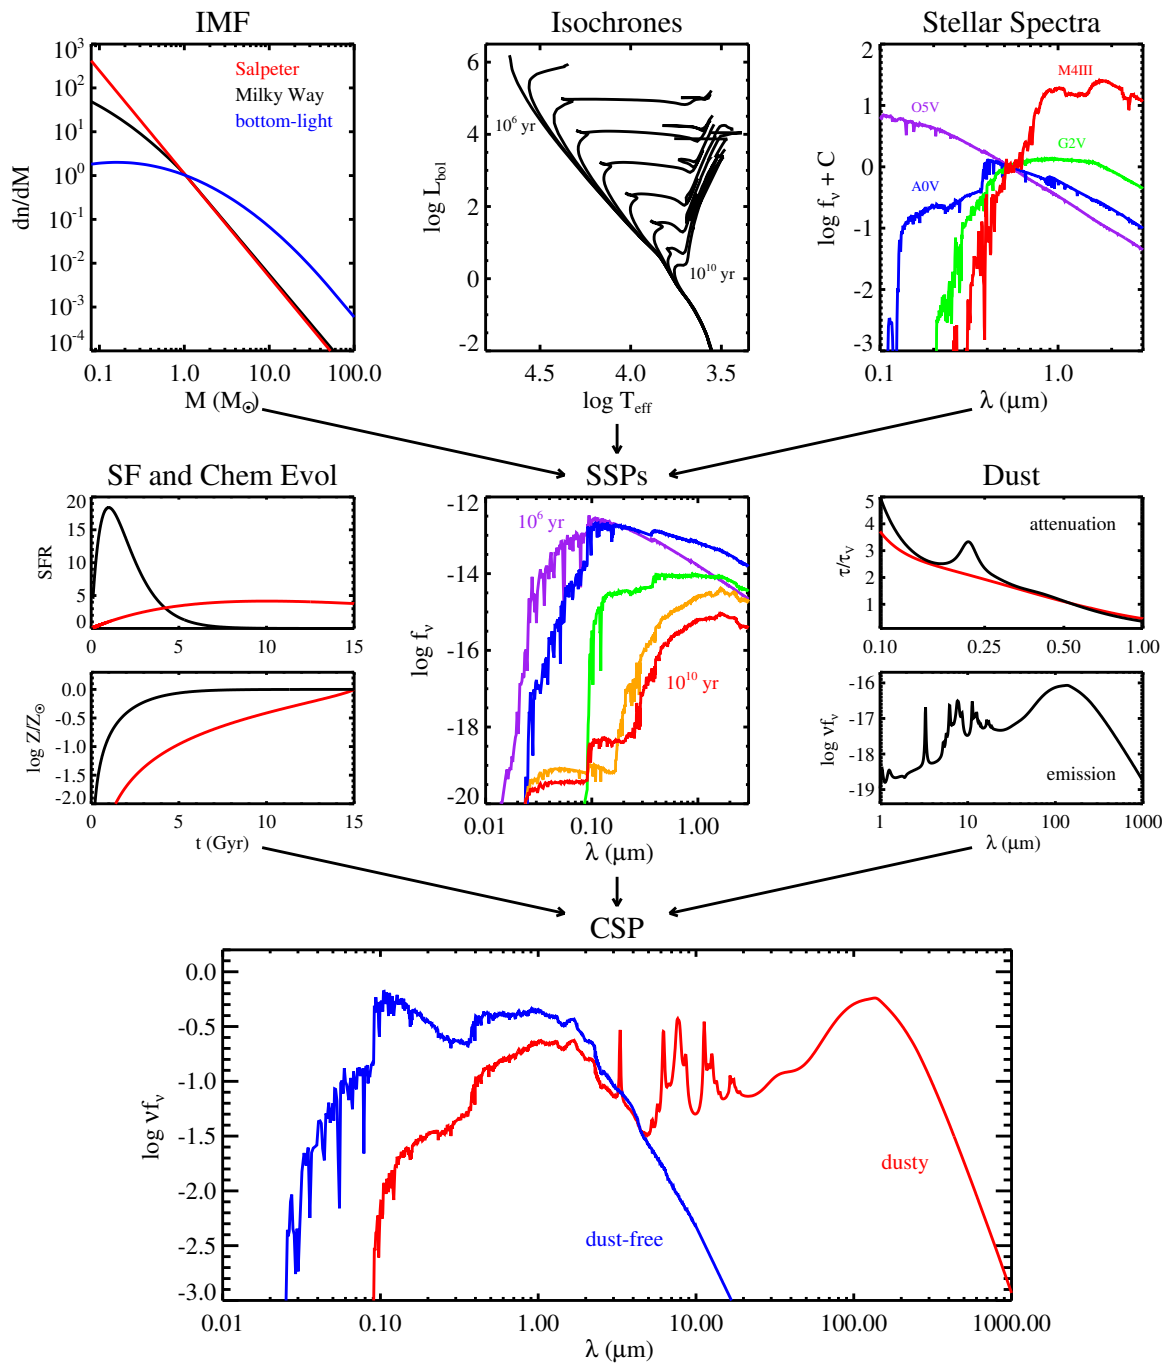 IMF
Isochrones
Stellar Spectra
10³
10²
10¹
10⁰
10⁻¹
10⁻²
10⁻³
10⁻⁴
dn/dM
Salpeter
Milky Way
bottom-light
0.1 1.0 10.0 100.0
M (M☉)
6
4
2
0
-2
log L_bol
10⁶ yr
10¹⁰ yr
4.5 4.0 3.5
log T_eff
2
1
0
-1
-2
-3
log f_ν + C
M4III
O5V
G2V
A0V
0.1 1.0
λ (μm)
SF and Chem Evol
SSPs
Dust
20
15
10
5
0
SFR
0 5 10 15
0.0
-0.5
-1.0
-1.5
-2.0
log Z/Z☉
0 5 10 15
t (Gyr)
-12
-14
-16
-18
-20
log f_ν
10⁶ yr
10¹⁰ yr
0.01 0.10 1.00
λ (μm)
5
4
3
2
1
τ/τ_V
attenuation
0.10 0.25 0.50 1.00
-16
-17
-18
-19
log νf_ν
emission
1 10 100 1000
λ (μm)
CSP
0.0
-0.5
-1.0
-1.5
-2.0
-2.5
-3.0
log νf_ν
dusty
dust-free
0.01 0.10 1.00 10.00 100.00 1000.00
λ (μm)